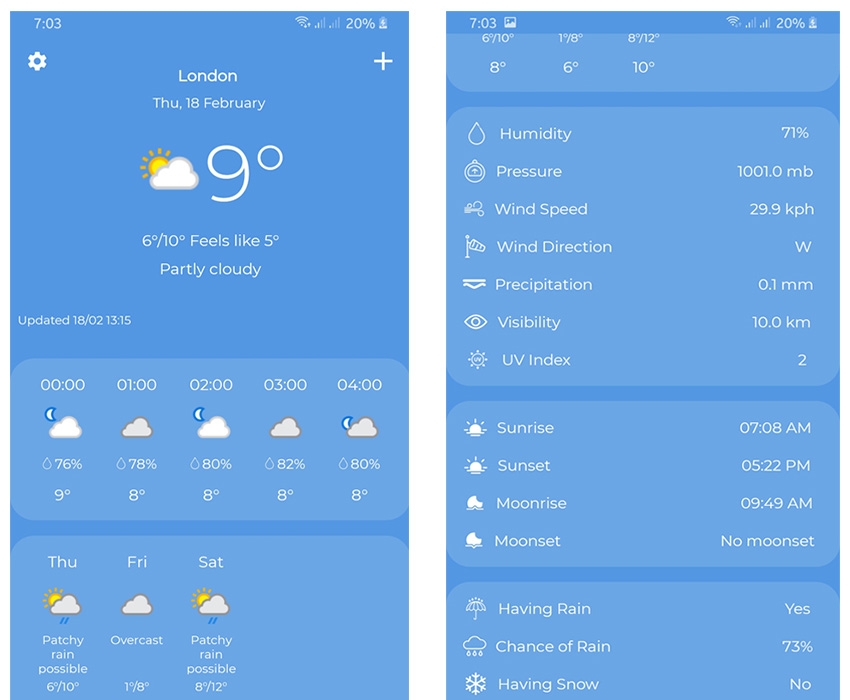 7:03
20%
London
Thu, 18 February
9°
6°/10° Feels like 5°
Partly cloudy
Updated 18/02 13:15
00:00 01:00 02:00 03:00 04:00
76% 78% 80% 82% 80%
9° 8° 8° 8° 8°
Thu Fri Sat
Patchy rain possible Overcast Patchy rain possible
6°/10° 1°/8° 8°/12°
7:03
20%
6°/10° 1°/8° 8°/12°
8° 6° 10°
Humidity 71%
Pressure 1001.0 mb
Wind Speed 29.9 kph
Wind Direction W
Precipitation 0.1 mm
Visibility 10.0 km
UV
UV Index 2
Sunrise 07:08 AM
Sunset 05:22 PM
Moonrise 09:49 AM
Moonset No moonset
Having Rain Yes
Chance of Rain 73%
Having Snow No